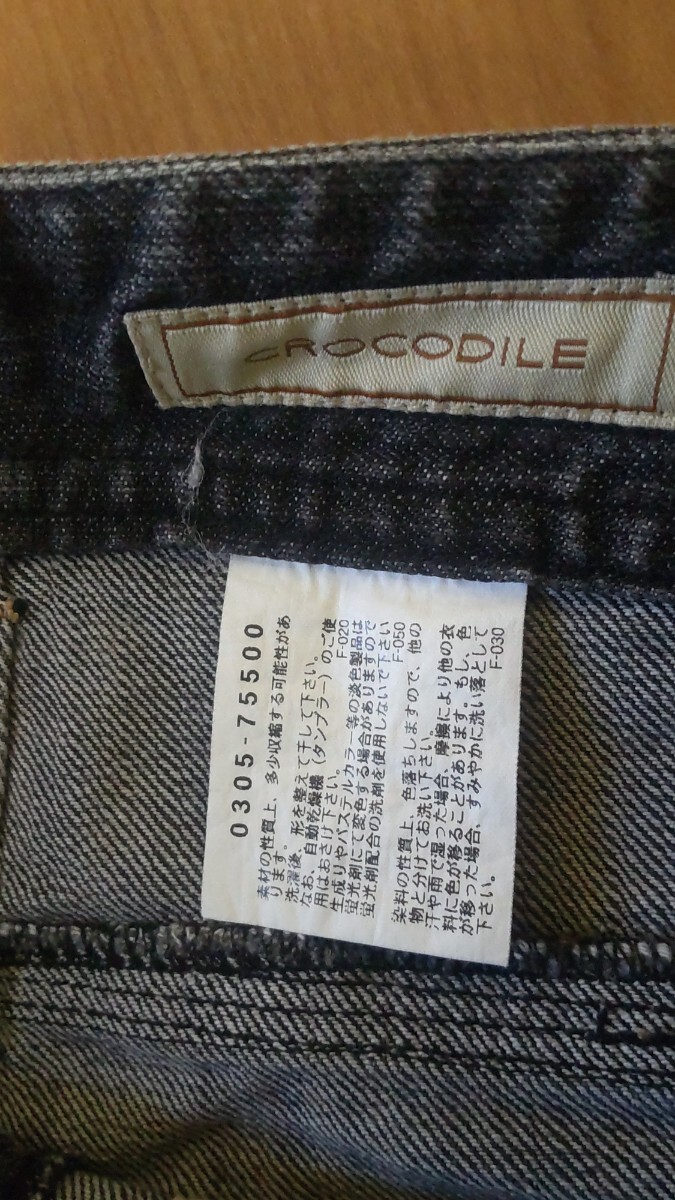 CROCODILE
0305-75500
素材の性質上、多少収縮する可能性があ
ります。
洗濯後、形を整えて干して下さい。
なお、自動乾燥機（タンブラー）のご使
用はおさけ下さい。
F-020
生成りやパステルカラー等の淡色製品は
蛍光剤にて変色する場合がありますので
蛍光剤配合の洗剤を使用しないで下さい
F-050
染料の性質上、色落ちしますので、他の
物と分けてお洗い下さい。
汗や雨で湿った場合、摩擦により他の衣
料に色が移ることがあります。もし、色
が移った場合、すみやかに洗い落として
下さい。
F-030